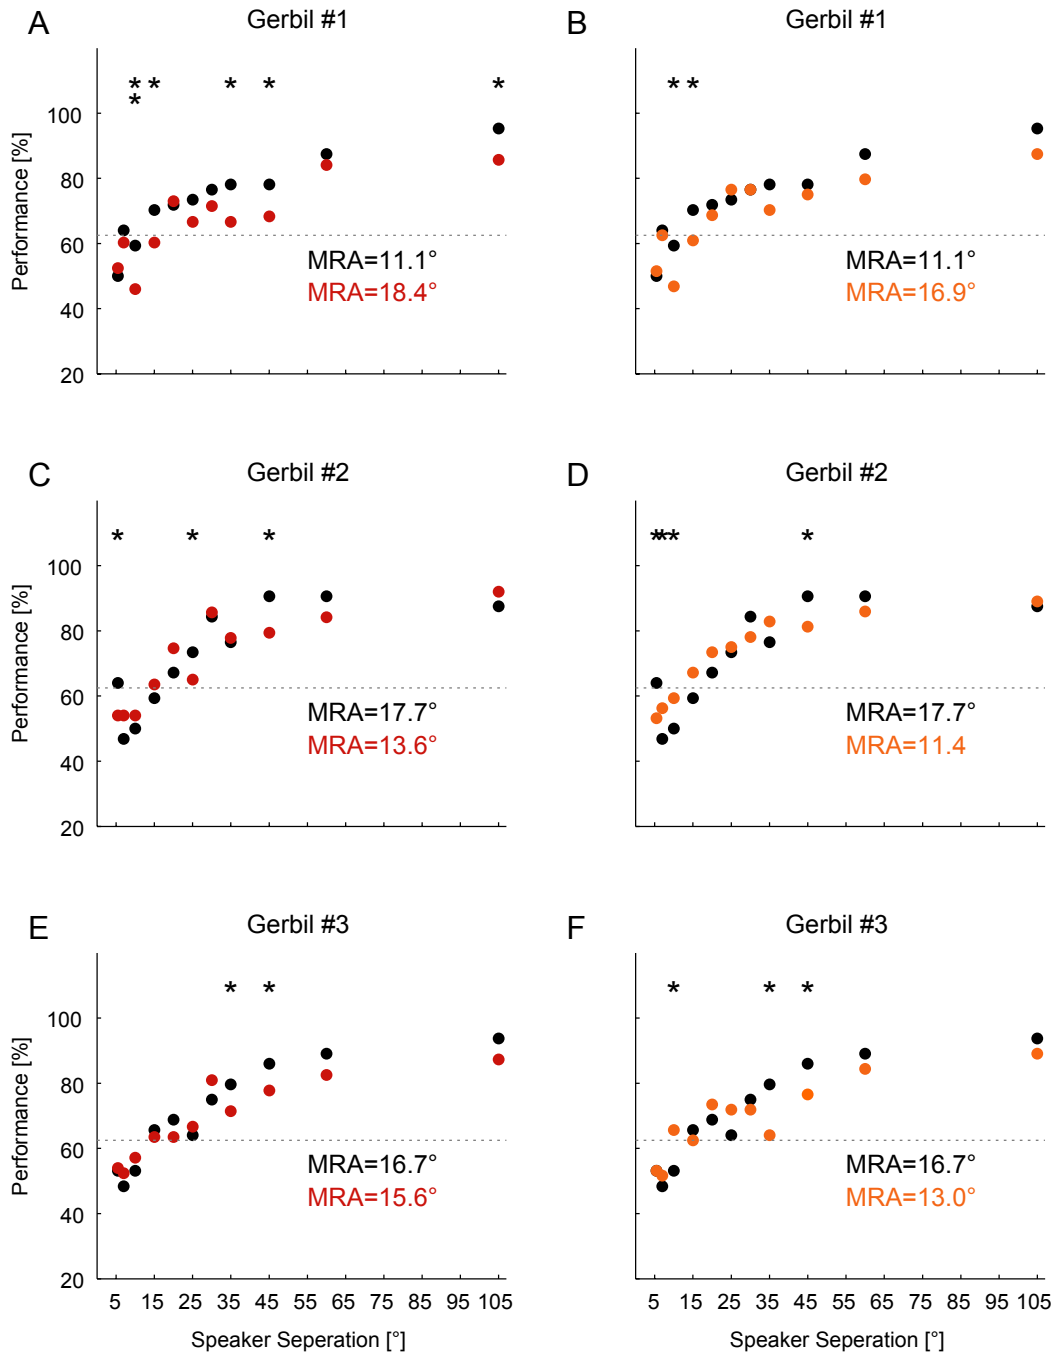 A
Gerbil #1
* * * * *
*
Performance [%]
100
80
60
40
20
MRA=11.1°
MRA=18.4°
B
Gerbil #1
* *
MRA=11.1°
MRA=16.9°
C
Gerbil #2
* * *
Performance [%]
100
80
60
40
20
MRA=17.7°
MRA=13.6°
D
Gerbil #2
* * * *
MRA=17.7°
MRA=11.4
E
Gerbil #3
* *
Performance [%]
100
80
60
40
20
MRA=16.7°
MRA=15.6°
5 15 25 35 45 55 65 75 85 95 105
Speaker Seperation [°]
F
Gerbil #3
* * *
MRA=16.7°
MRA=13.0°
5 15 25 35 45 55 65 75 85 95 105
Speaker Seperation [°]